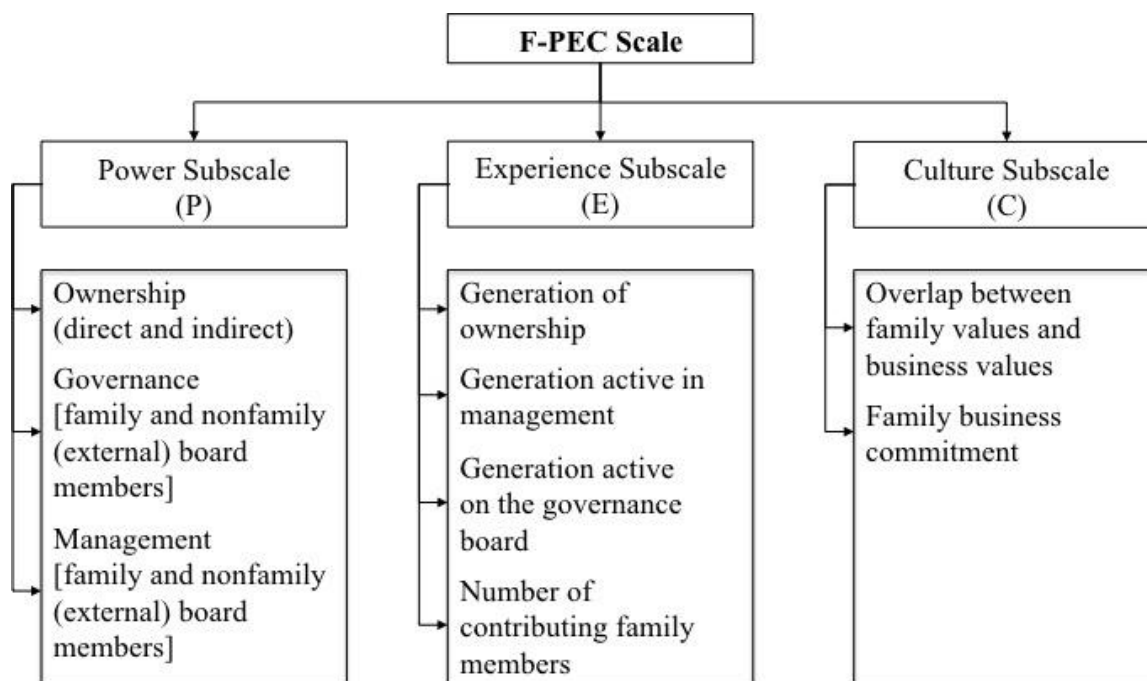 F-PEC Scale
Power Subscale
(P)
Experience Subscale
(E)
Culture Subscale
(C)
Ownership
(direct and indirect)
Governance
[family and nonfamily
(external) board
members]
Management
[family and nonfamily
(external) board
members]
Generation of
ownership
Generation active in
management
Generation active
on the governance
board
Number of
contributing family
members
Overlap between
family values and
business values
Family business
commitment